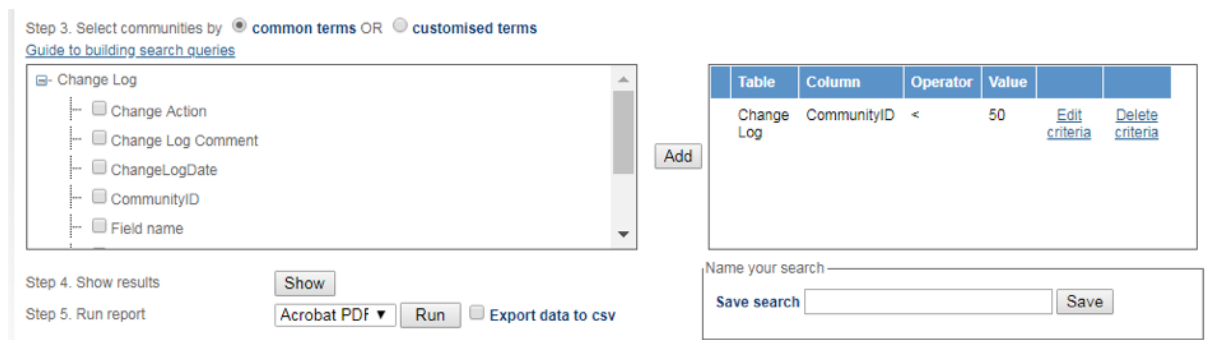 Step 3. Select communities by common terms OR customised terms
Guide to building search queries
Change Log
Change Action
Change Log Comment
ChangeLogDate
CommunityID
Field name
Add
Table Column Operator Value
Change Log CommunityID < 50 Edit criteria Delete criteria
Step 4. Show results Show
Step 5. Run report Acrobat PDF Run Export data to csv
Name your search
Save search Save